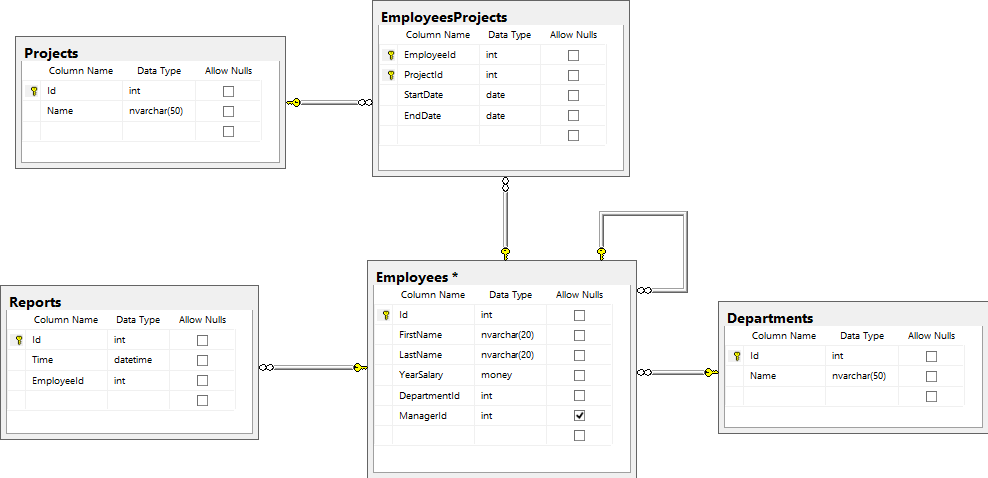 EmployeesProjects
Column Name Data Type Allow Nulls
EmployeeId int
ProjectId int
StartDate date
EndDate date
Projects
Column Name Data Type Allow Nulls
Id int
Name nvarchar(50)
Employees *
Column Name Data Type Allow Nulls
Id int
FirstName nvarchar(20)
LastName nvarchar(20)
YearSalary money
DepartmentId int
ManagerId int
Reports
Column Name Data Type Allow Nulls
Id int
Time datetime
EmployeeId int
Departments
Column Name Data Type Allow Nulls
Id int
Name nvarchar(50)